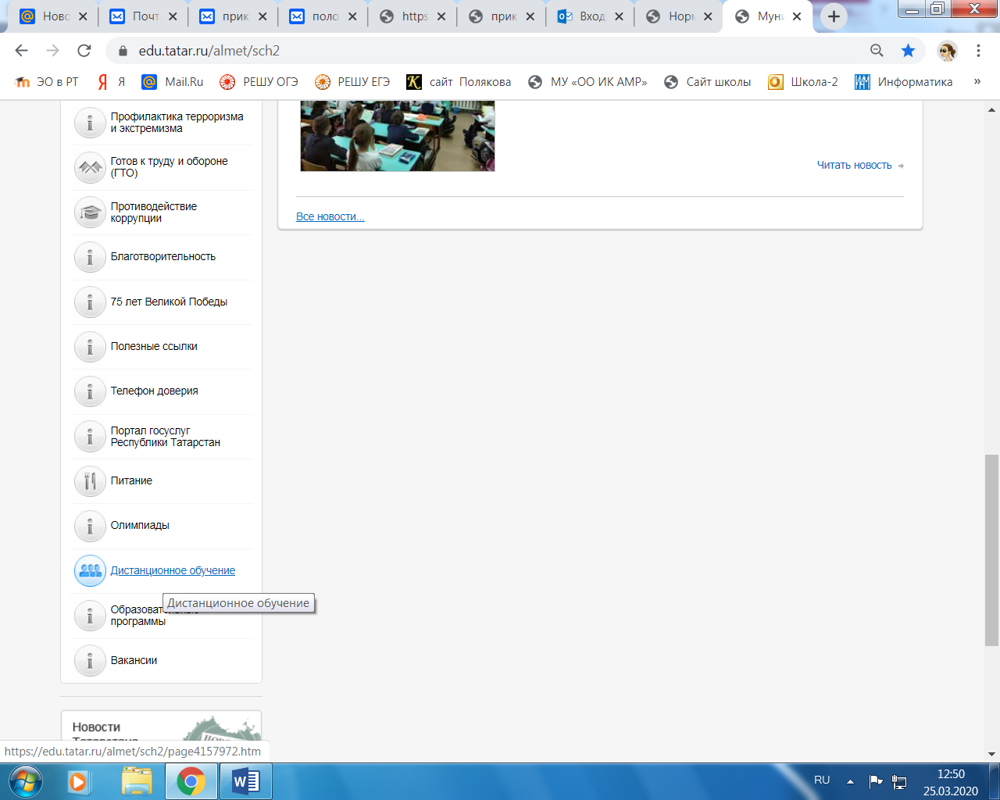 Ново
Почт
прик
поло
https
прик
Вход
Норм
Муни
edu.tatar.ru/almet/sch2
ЭО в РТ
Я
Mail.Ru
РЕШУ ОГЭ
РЕШУ ЕГЭ
сайт Полякова
МУ «ОО ИК АМР»
Сайт школы
Школа-2
Информатика
»
Профилактика терроризма
и экстремизма
Готов к труду и обороне
(ГТО)
Противодействие
коррупции
Благотворительность
75 лет Великой Победы
Полезные ссылки
Телефон доверия
Портал госуслуг
Республики Татарстан
Питание
Олимпиады
Дистанционное обучение
Дистанционное обучение
Образовательные
программы
Вакансии
Читать новость
Все новости...
Новости
Татарстана
https://edu.tatar.ru/almet/sch2/page4157972.htm
RU
12:50
25.03.2020